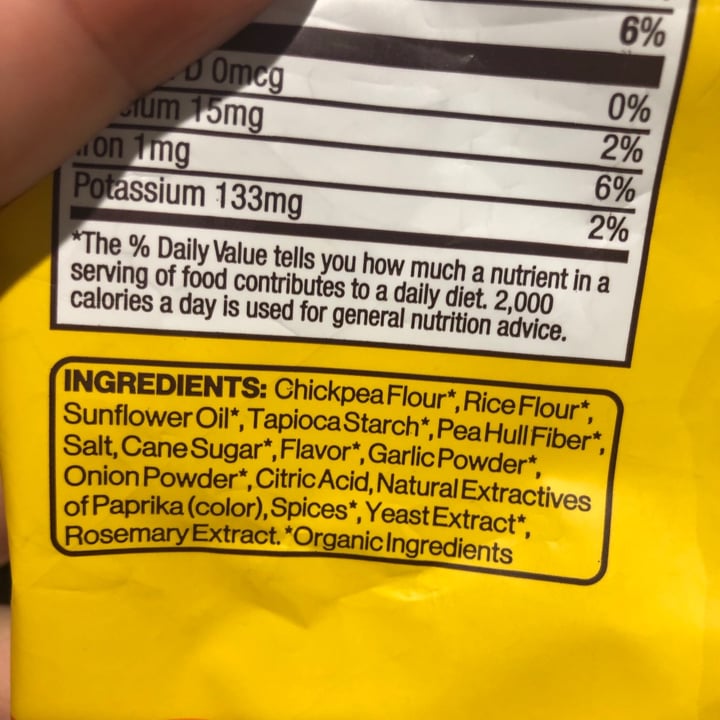 6%
D 0mcg 0%
ium 15mg 2%
Iron 1mg 6%
Potassium 133mg 2%
*The % Daily Value tells you how much a nutrient in a
serving of food contributes to a daily diet. 2,000
calories a day is used for general nutrition advice.
INGREDIENTS: Chickpea Flour*, Rice Flour*,
Sunflower Oil*, Tapioca Starch*, Pea Hull Fiber*,
Salt, Cane Sugar*, Flavor*, Garlic Powder*,
Onion Powder*, Citric Acid, Natural Extractives
of Paprika (color), Spices*, Yeast Extract*,
Rosemary Extract. *Organic Ingredients